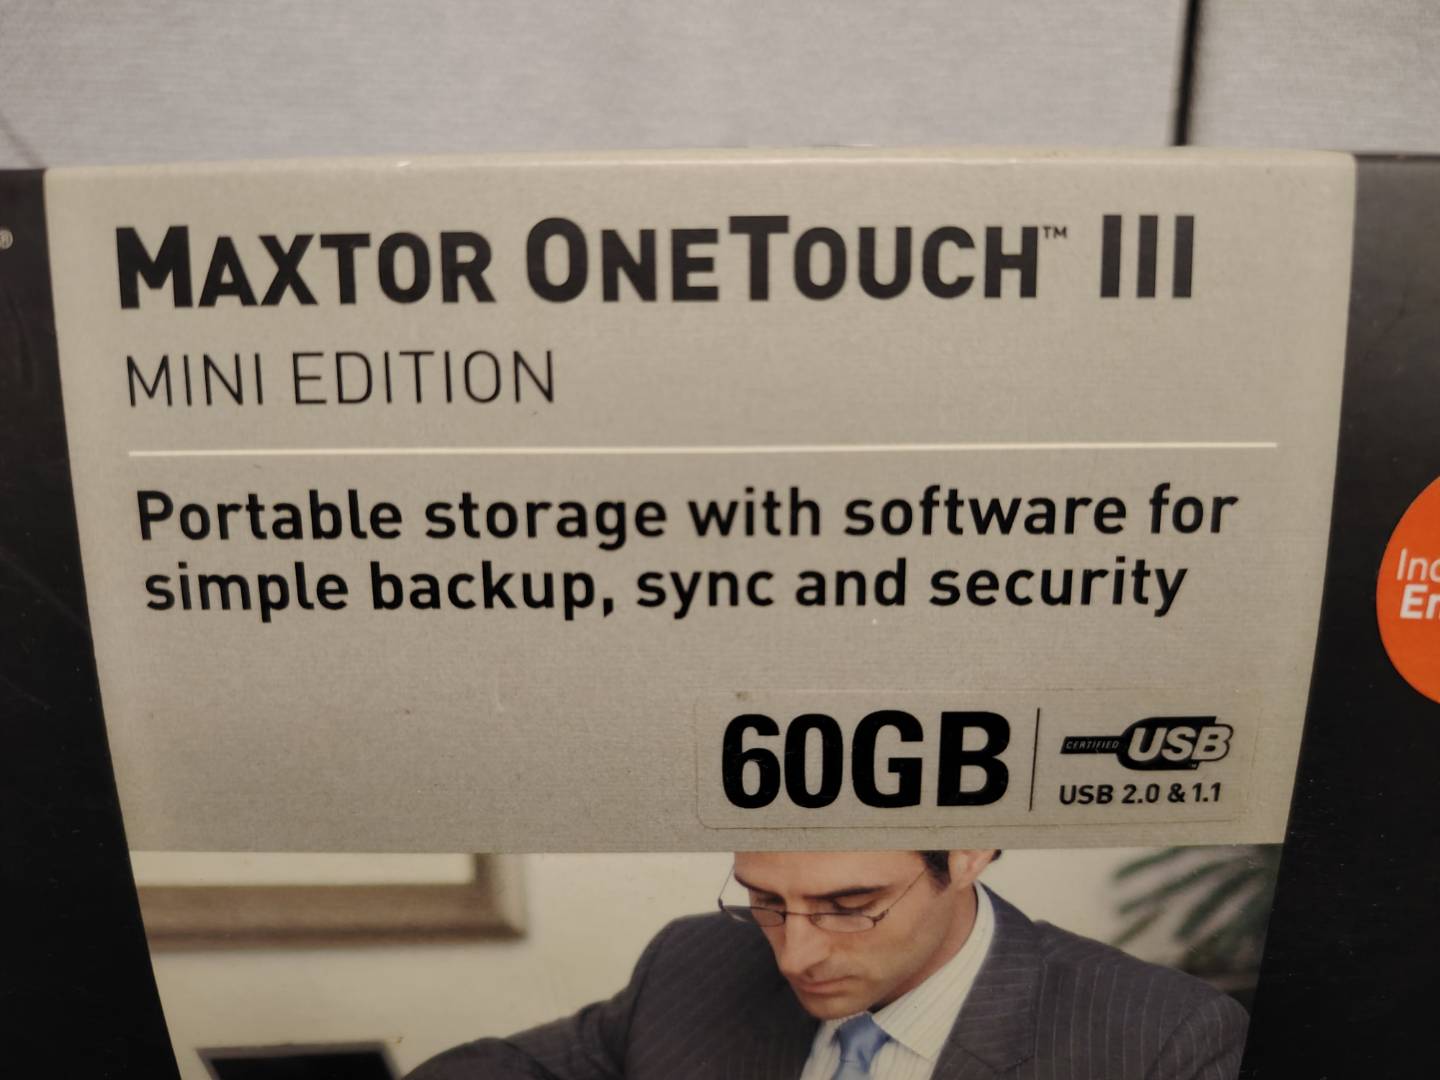 ®
MAXTOR ONETOUCH™ III
MINI EDITION
Portable storage with software for
simple backup, sync and security
60GB
CERTIFIED USB
USB 2.0 & 1.1